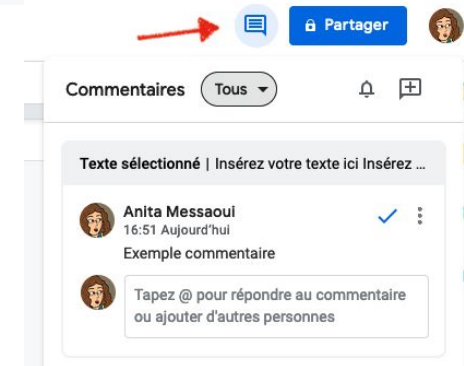 Partager
Commentaires Tous
Texte sélectionné | Insérez votre texte ici Insérez ...
Anita Messaoui
16:51 Aujourd'hui
Exemple commentaire
Tapez @ pour répondre au commentaire
ou ajouter d'autres personnes